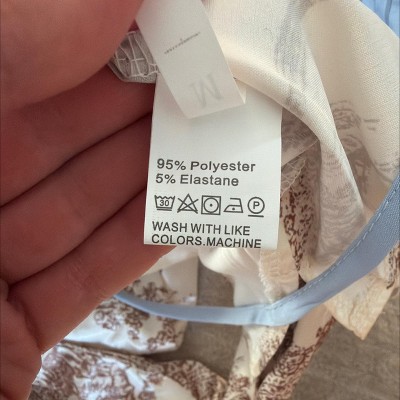 M
95% Polyester
5% Elastane
30 P
WASH WITH LIKE
COLORS.MACHINE